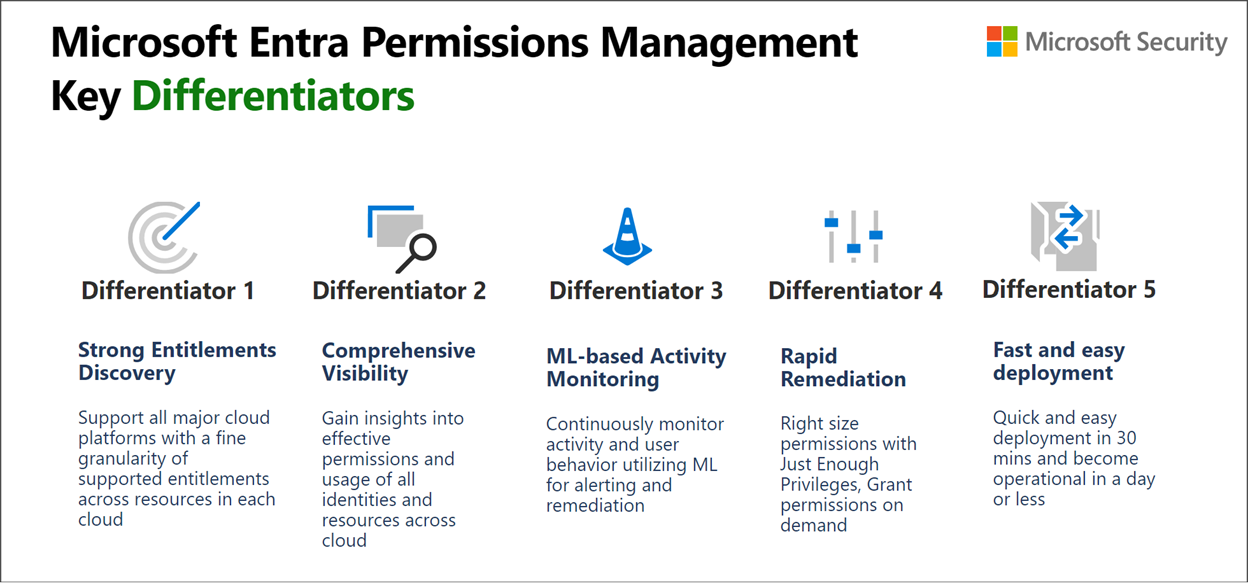 Microsoft Entra Permissions Management
Key Differentiators
Microsoft Security
Differentiator 1
Strong Entitlements
Discovery
Support all major cloud
platforms with a fine
granularity of
supported entitlements
across resources in each
cloud
Differentiator 2
Comprehensive
Visibility
Gain insights into
effective
permissions and
usage of all
identities and
resources across
cloud
Differentiator 3
ML-based Activity
Monitoring
Continuously monitor
activity and user
behavior utilizing ML
for alerting and
remediation
Differentiator 4
Rapid
Remediation
Right size
permissions with
Just Enough
Privileges, Grant
permissions on
demand
Differentiator 5
Fast and easy
deployment
Quick and easy
deployment in 30
mins and become
operational in a day
or less